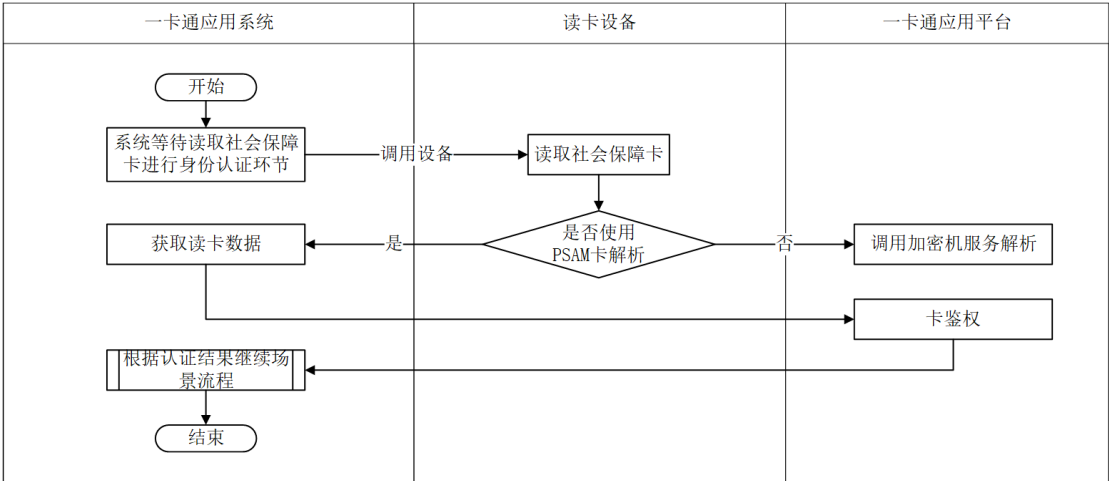 一卡通应用系统
读卡设备
一卡通应用平台
开始
系统等待读取社会保障
卡进行身份认证环节
调用设备
读取社会保障卡
获取读卡数据
是
是否使用
PSAM卡解析
否
调用加密机服务解析
卡鉴权
根据认证结果继续场
景流程
结束